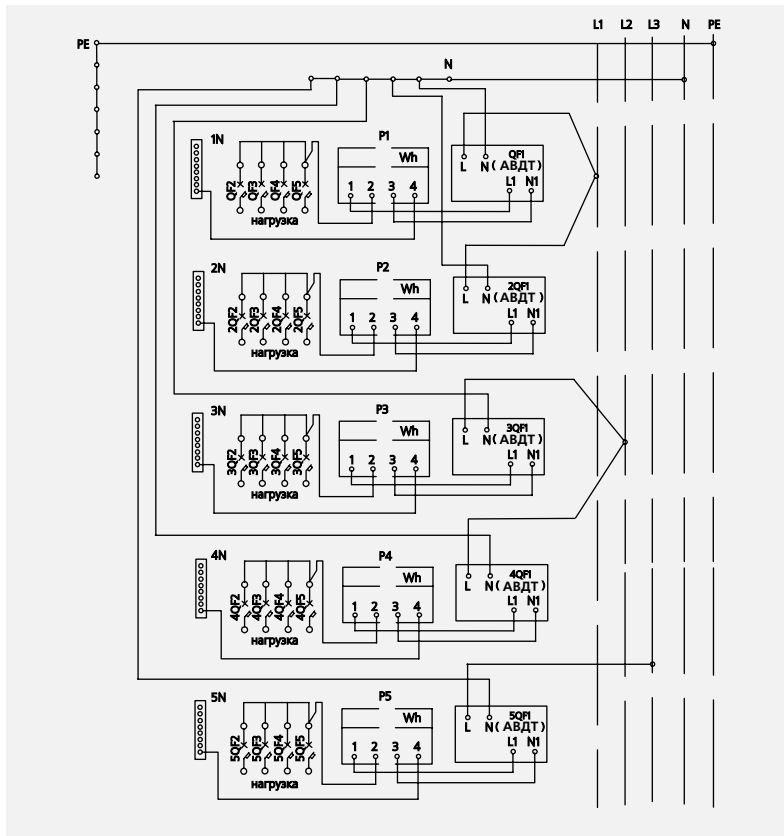 L1 L2 L3 N PE
PE
N
1N
P1
QF1
Wh
L N (АВДТ)
1 2 3 4
L1 N1
QF2 QF3 QF4 QF5
нагрузка
2N
P2
2QF1
Wh
L N (АВДТ)
1 2 3 4
L1 N1
2QF2 2QF3 2QF4 2QF5
нагрузка
3N
P3
3QF1
Wh
L N (АВДТ)
1 2 3 4
L1 N1
3QF2 3QF3 3QF4 3QF5
нагрузка
4N
P4
4QF1
Wh
L N (АВДТ)
1 2 3 4
L1 N1
4QF2 4QF3 4QF4 4QF5
нагрузка
5N
P5
5QF1
Wh
L N (АВДТ)
1 2 3 4
L1 N1
5QF2 5QF3 5QF4 5QF5
нагрузка